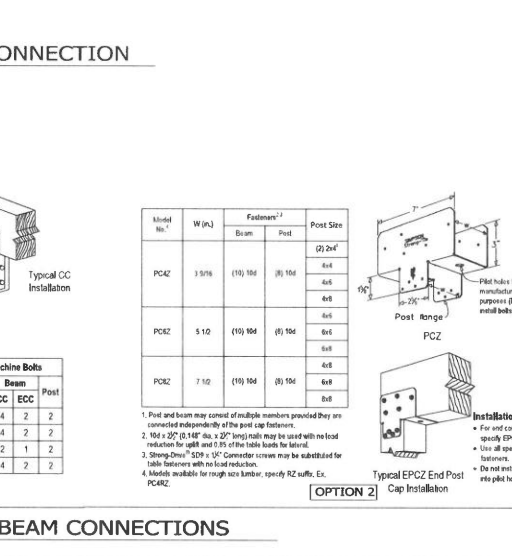 ONNECTION
Model No.¹ W (in.) Fasteners²,³ Post Size
Beam Post
PC4Z 3 9/16 (10) 10d (8) 10d
(2) 2x4⁴
4x4
4x6
4x8
PC6Z 5 1/2 (10) 10d (8) 10d
4x6
6x6
6x8
PC8Z 7 1/2 (10) 10d (8) 10d
4x8
6x8
8x8
1. Post and beam may consist of multiple members provided they are
connected independently of the post cap fasteners.
2. 10d x 2½" (0.148" dia. x 2½" long) nails may be used with no load
reduction for uplift and 0.85 of the table loads for lateral.
3. Strong-Drive® SD9 x 1½" Connector screws may be substituted for
table fasteners with no load reduction.
4. Models available for rough size lumber, specify RZ suffix, Ex.
PC4RZ.
OPTION 2
Typical CC
Installation
chine Bolts
Beam Post
CC ECC
4 2 2
4 2 2
2 1 2
4 2 2
7"
W
3"
2⅝"
Post flange
Pilot holes
manufactur
purposes
install bolts
PCZ
Typical EPCZ End Post
Cap Installation
Installatio
• For end co
specify EP
• Use all spe
fasteners.
• Do not inst
into pilot ho
BEAM CONNECTIONS